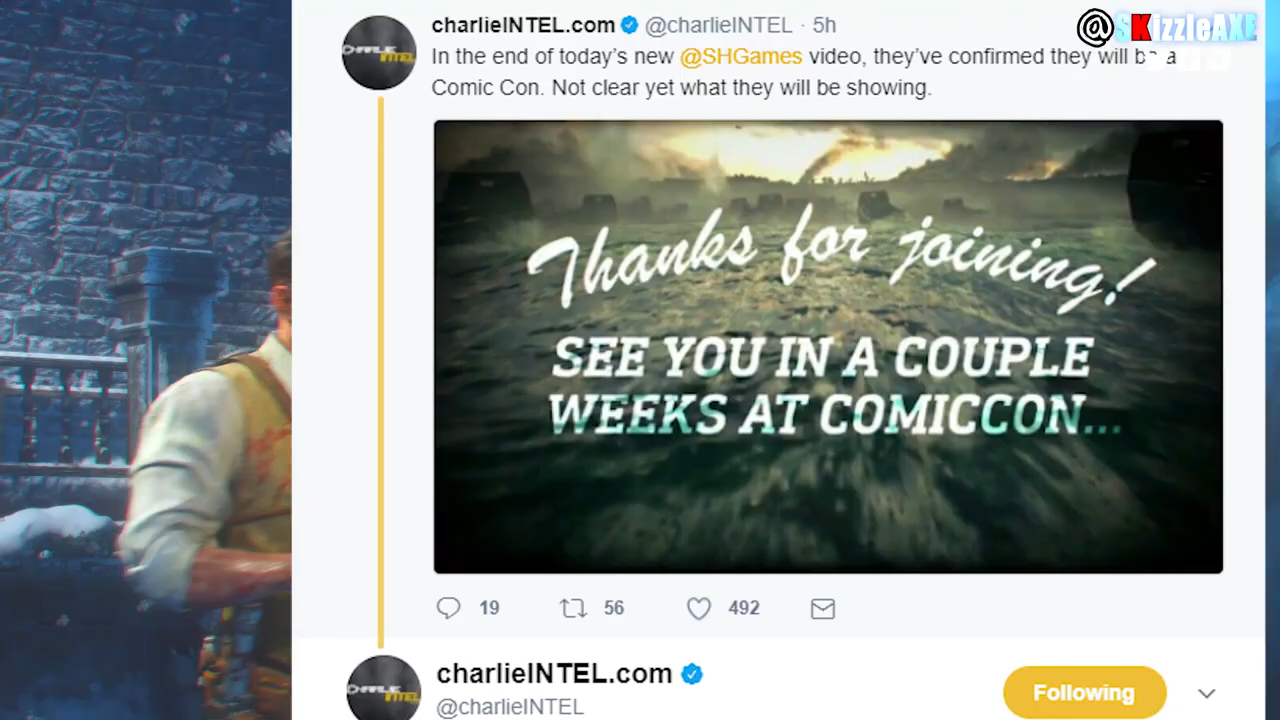 charlieINTEL.com @charlieINTEL · 5h
@SKizzleAXE
In the end of today's new @SHGames video, they've confirmed they will be a
Comic Con. Not clear yet what they will be showing.
Thanks for joining!
SEE YOU IN A COUPLE
WEEKS AT COMICCON...
19 56 492
charlieINTEL.com
Following
@charlieINTEL